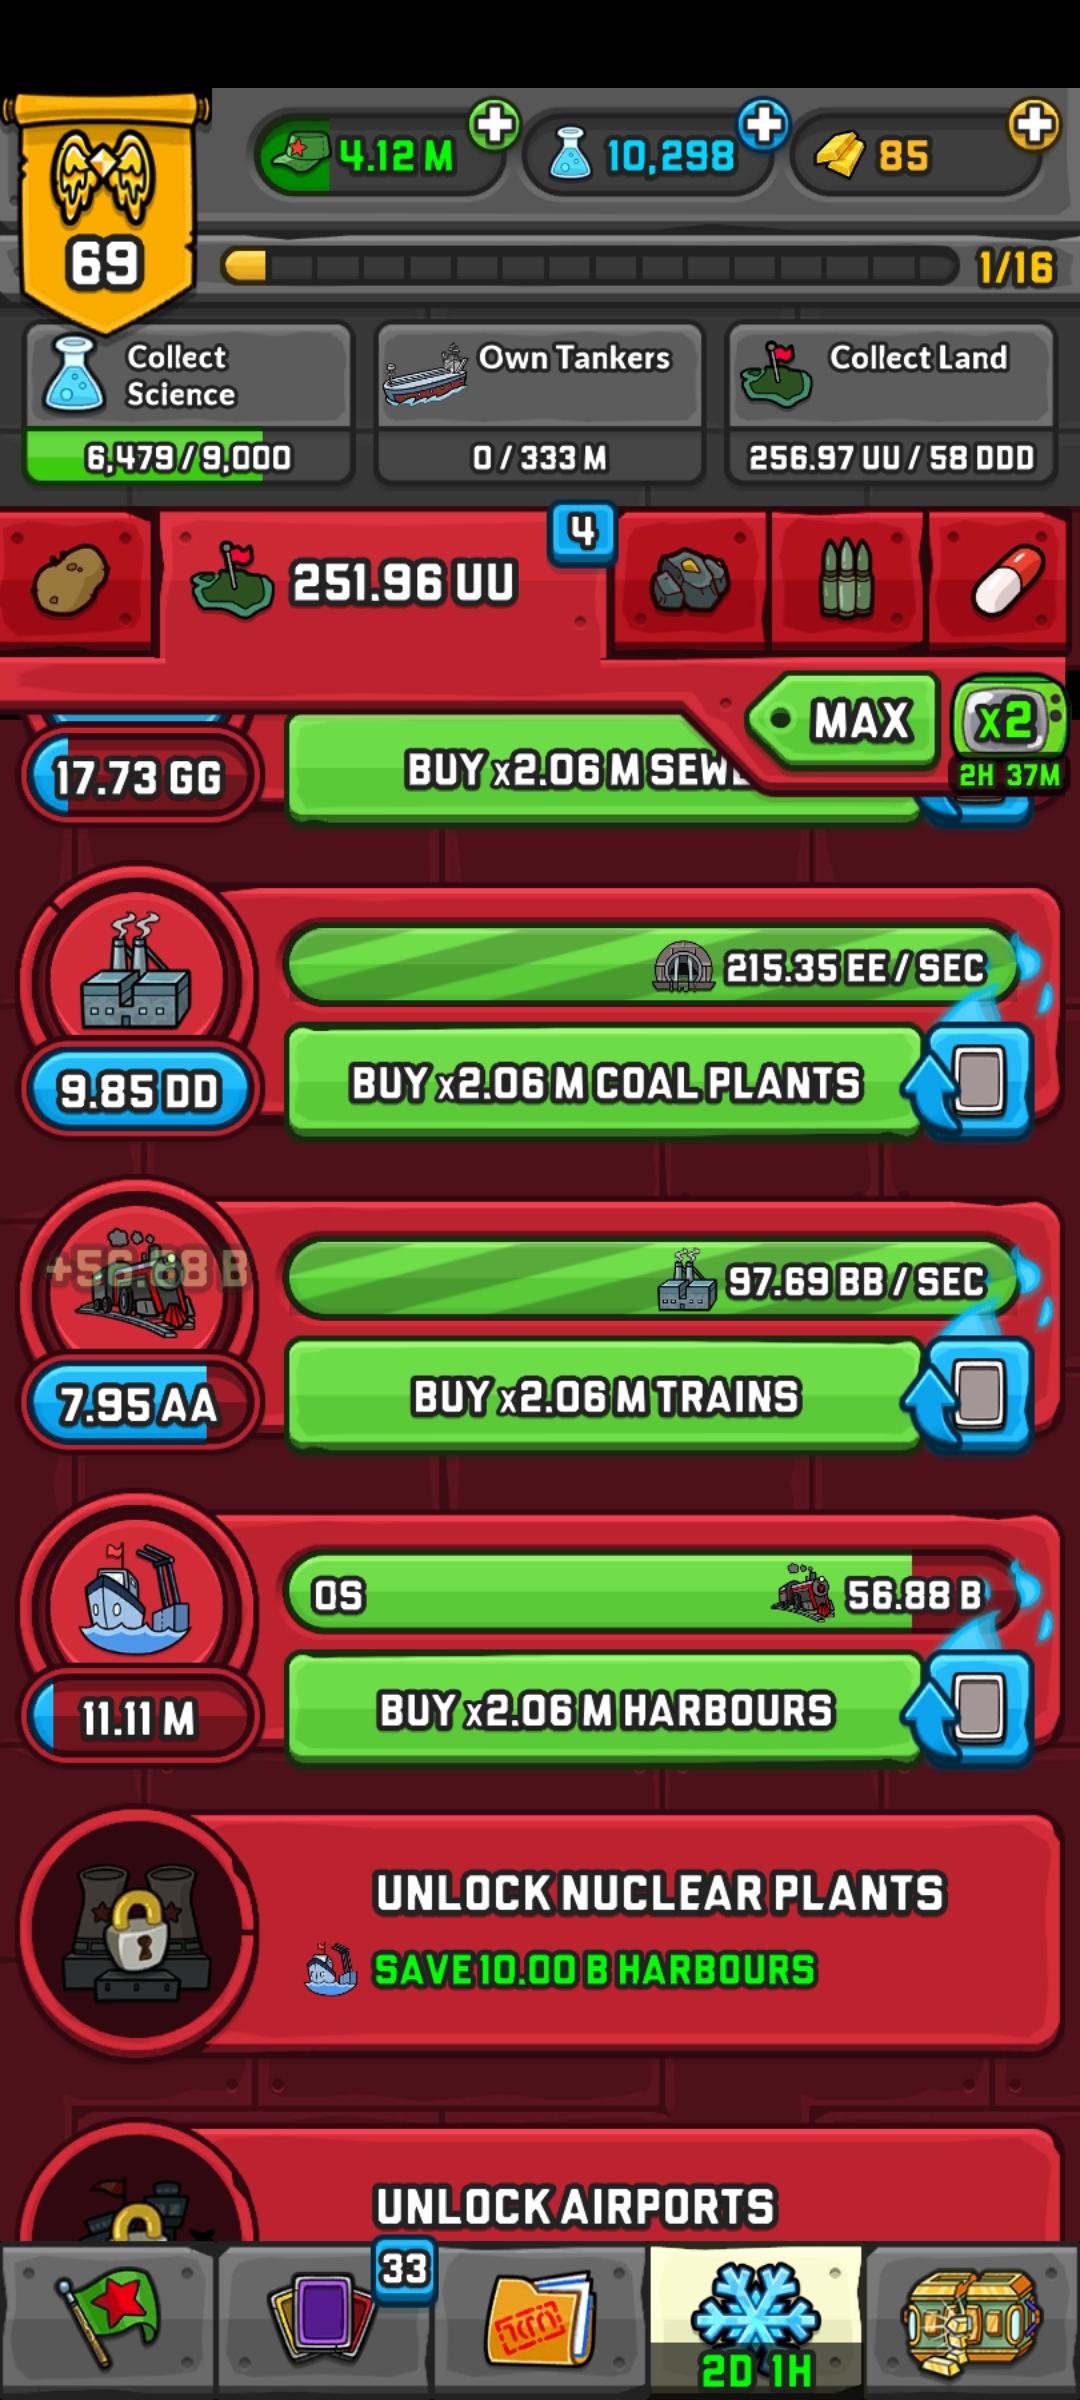 4.12 M
10,298
85
69
1/16
Collect
Science
Own Tankers
Collect Land
6,479/9,000
0/333 M
256.97 UU/58 DDD
4
251.96 UU
MAX
x2
2H 37M
17.73 GG
BUY x2.06 M
215.35 EE/SEC
9.85 DD
BUY x2.06 M COAL PLANTS
+56.88 B
97.69 BB/SEC
7.95 AA
BUY x2.06 M TRAINS
0S
56.88 B
11.11 M
BUY x2.06 M HARBOURS
UNLOCK NUCLEAR PLANTS
SAVE 10.00 B HARBOURS
UNLOCK AIRPORTS
33
2D 1H